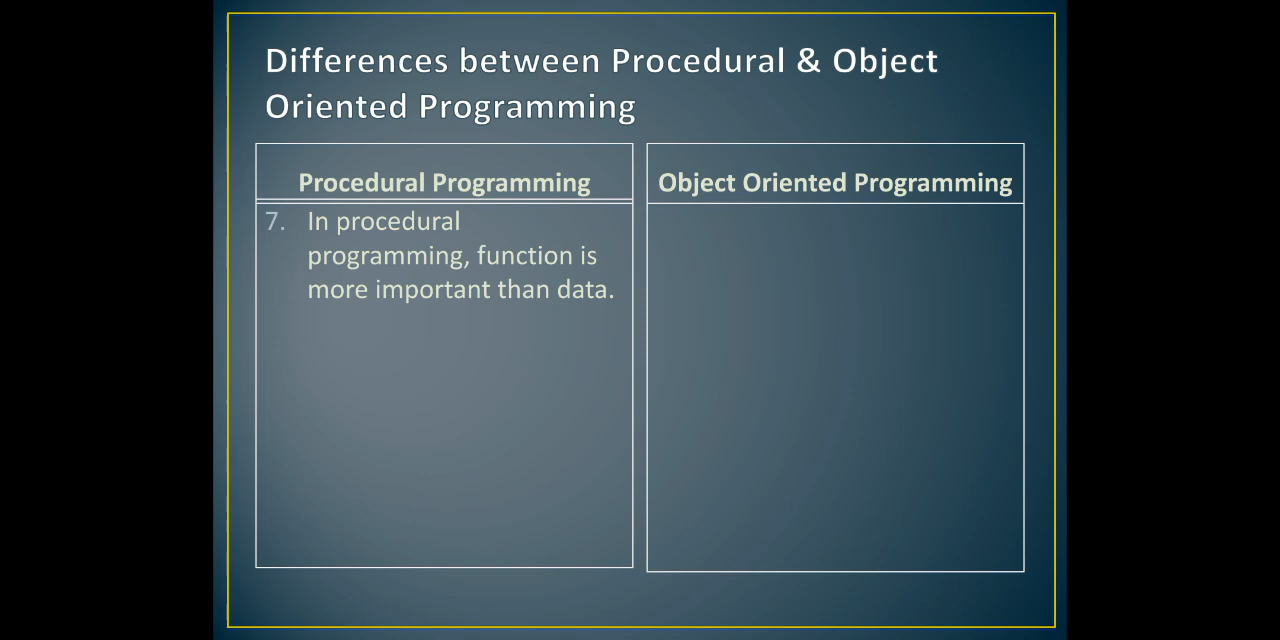 Differences between Procedural & Object
Oriented Programming
Procedural Programming
Object Oriented Programming
7. In procedural
programming, function is
more important than data.